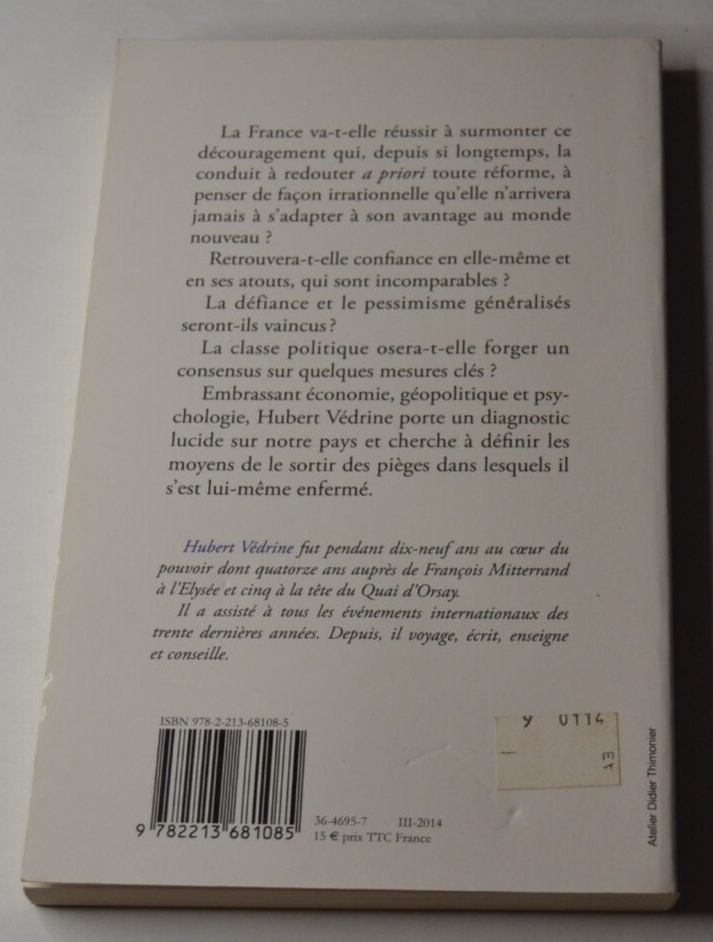 La France va-t-elle réussir à surmonter ce
découragement qui, depuis si longtemps, la
conduit à redouter a priori toute réforme, à
penser de façon irrationnelle qu'elle n'arrivera
jamais à s'adapter à son avantage au monde
nouveau ?
Retrouvera-t-elle confiance en elle-même et
en ses atouts, qui sont incomparables ?
La défiance et le pessimisme généralisés
seront-ils vaincus ?
La classe politique osera-t-elle forger un
consensus sur quelques mesures clés ?
Embrassant économie, géopolitique et psy-
chologie, Hubert Védrine porte un diagnostic
lucide sur notre pays et cherche à définir les
moyens de le sortir des pièges dans lesquels il
s'est lui-même enfermé.
Hubert Védrine fut pendant dix-neuf ans au cœur du
pouvoir dont quatorze ans auprès de François Mitterrand
à l'Elysée et cinq à la tête du Quai d'Orsay.
Il a assisté à tous les événements internationaux des
trente dernières années. Depuis, il voyage, écrit, enseigne
et conseille.
ISBN 978-2-213-68108-5
9 782213 681085
36-4695-7 III-2014
15 € prix TTC France
0114
Atelier Didier Thimonier